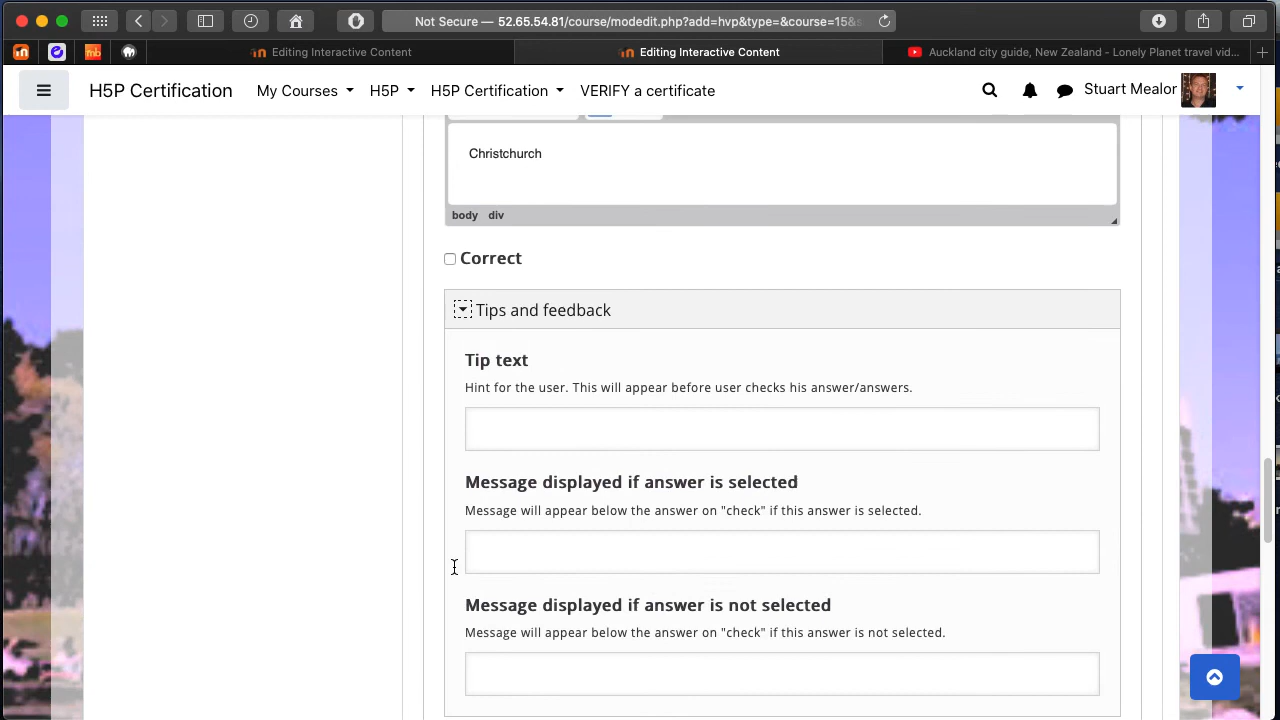 Not Secure — 52.65.54.81/course/modedit.php?add=hvp&type=&course=15&s
Editing Interactive Content
Editing Interactive Content
Auckland city guide, New Zealand - Lonely Planet travel vid...
H5P Certification
My Courses
H5P
H5P Certification
VERIFY a certificate
Stuart Mealor
Christchurch
body div
Correct
Tips and feedback
Tip text
Hint for the user. This will appear before user checks his answer/answers.
Message displayed if answer is selected
Message will appear below the answer on "check" if this answer is selected.
Message displayed if answer is not selected
Message will appear below the answer on "check" if this answer is not selected.